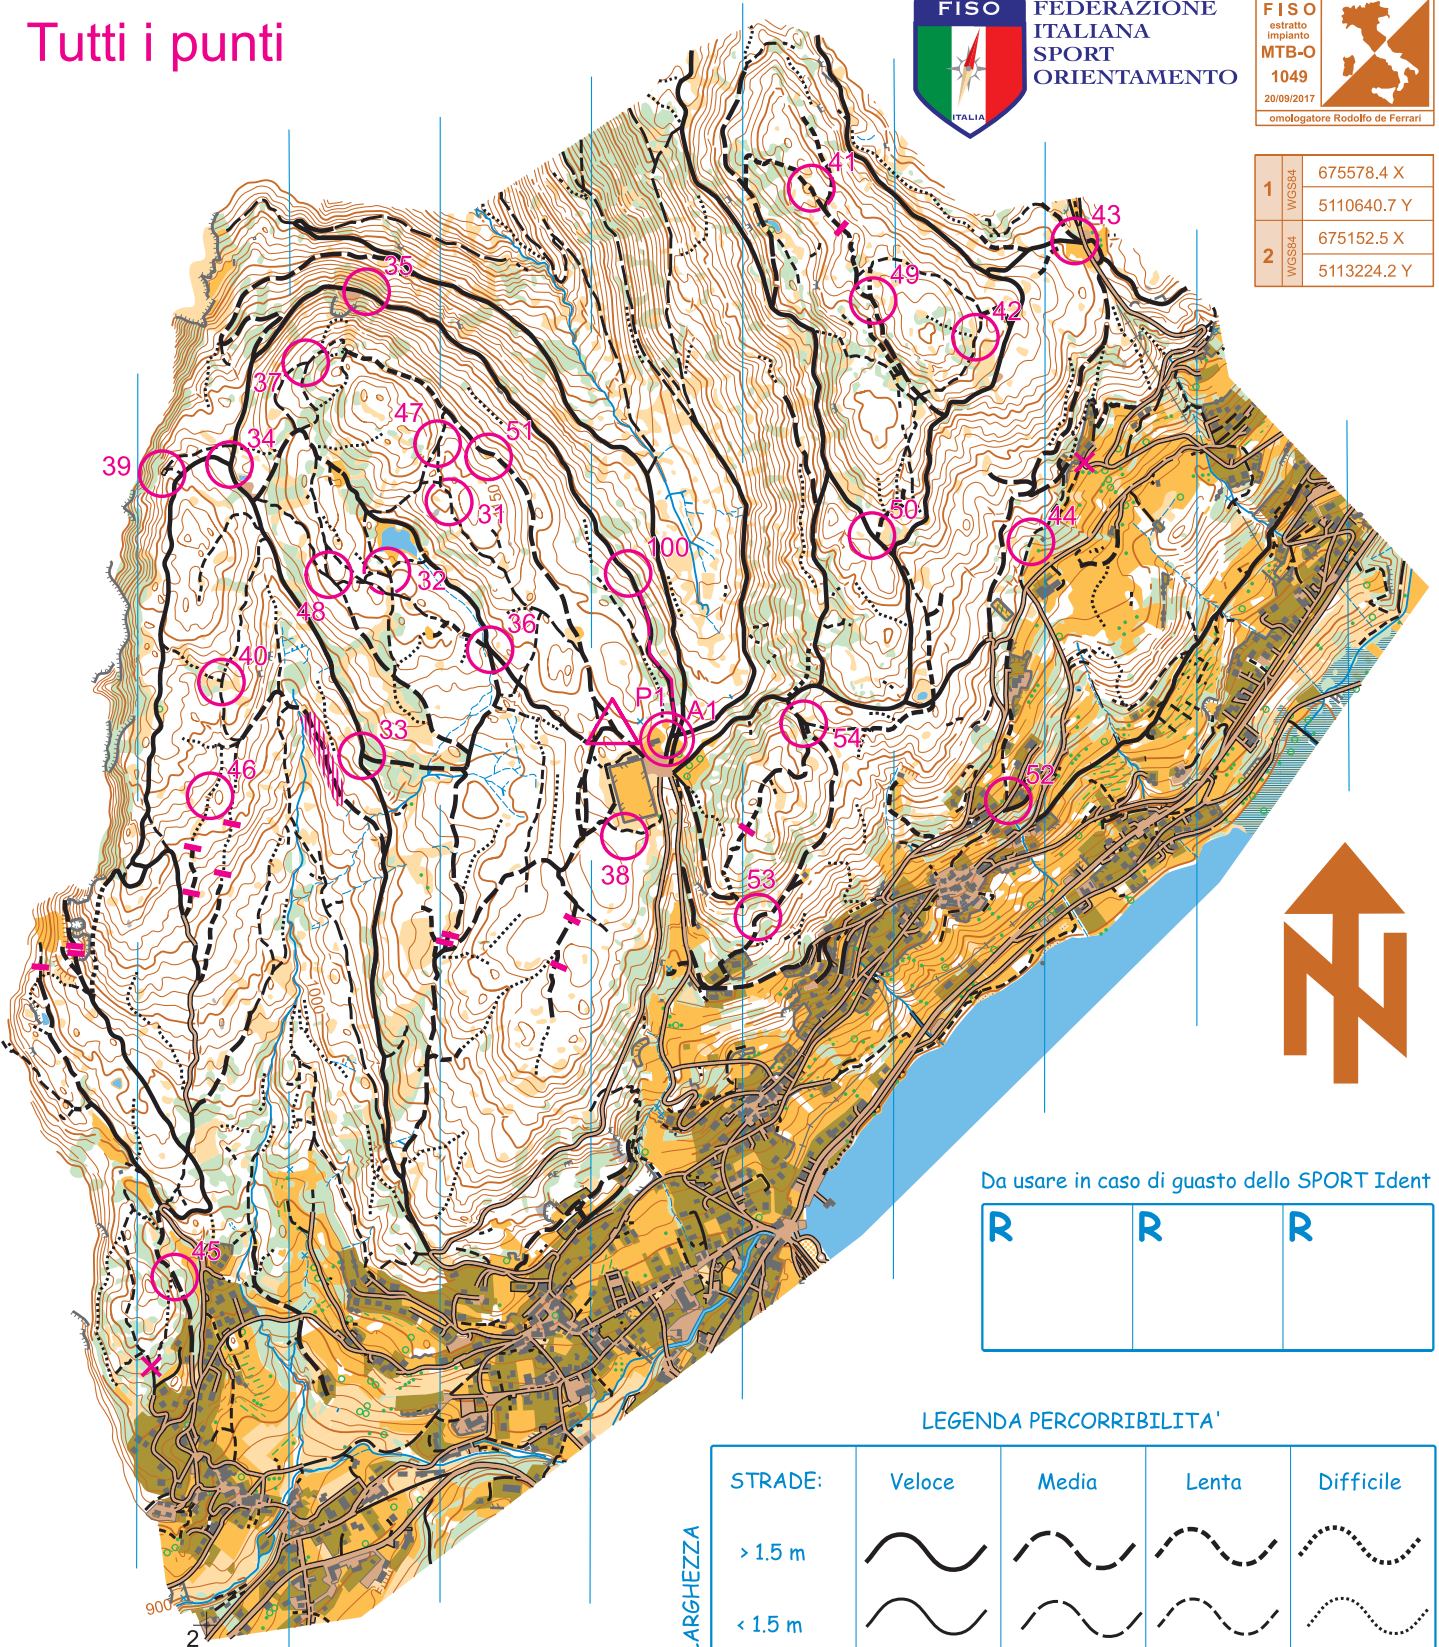 Tutti i punti
FISO
ITALIA
FEDERAZIONE
ITALIANA
SPORT
ORIENTAMENTO
FISO
estratto
impianto
MTB-O
1049
20/09/2017
omologatore Rodolfo de Ferrari
1
WGS84
675578.4 X
5110640.7 Y
2
WGS84
675152.5 X
5113224.2 Y
41
43
35
49
42
37
47
51
34
39
31
50
44
100
32
48
36
40
P1
A1
33
54
46
52
38
53
1000
45
900
2
Da usare in caso di guasto dello SPORT Ident
R
R
R
LEGENDA PERCORRIBILITA'
STRADE:
Veloce
Media
Lenta
Difficile
> 1.5 m
< 1.5 m